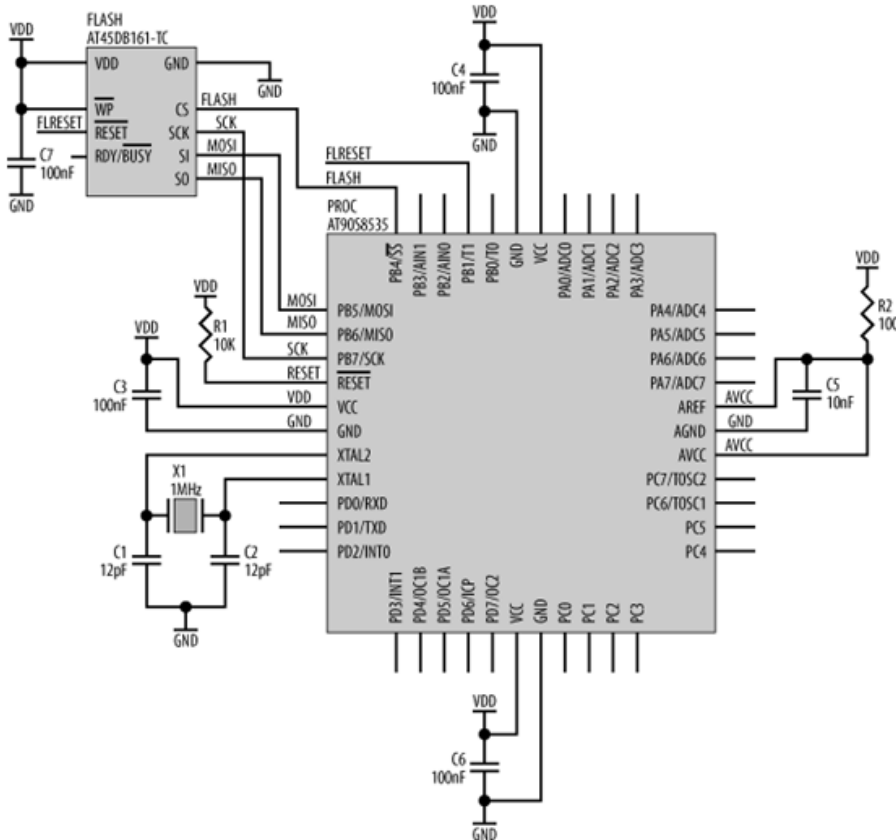 FLASH
AT45DB161-TC
VDD
VDD
GND
GND
WP
CS
FLASH
FLRESET
RESET
SCK
SCK
RDY/BUSY
SI
MOSI
SO
MISO
C7
100nF
GND
VDD
C4
100nF
GND
FLRESET
FLASH
PROC
AT90S8535
PB4/SS
PB3/AIN1
PB2/AIN0
PB1/T1
PB0/T0
GND
VCC
PA0/ADC0
PA1/ADC1
PA2/ADC2
PA3/ADC3
VDD
R1
10K
VDD
C3
100nF
MOSI
PB5/MOSI
MISO
PB6/MISO
SCK
PB7/SCK
RESET
RESET
VDD
VCC
GND
GND
XTAL2
XTAL1
PD0/RXD
PD1/TXD
PD2/INT0
X1
1MHz
C1
12pF
C2
12pF
GND
VDD
R2
PA4/ADC4
PA5/ADC5
PA6/ADC6
PA7/ADC7
AREF
AVCC
AGND
GND
AVCC
AVCC
C5
10nF
PC7/TOSC2
PC6/TOSC1
PC5
PC4
PD3/INT1
PD4/OC1B
PD5/OC1A
PD6/ICP
PD7/OC2
VCC
GND
PC0
PC1
PC2
PC3
VDD
C6
100nF
GND